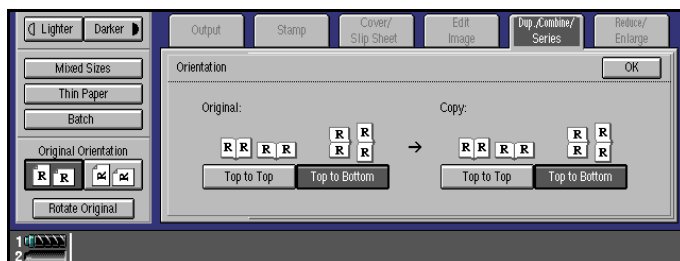 Lighter Darker
Output Stamp Cover/ Slip Sheet Edit Image Dup./Combine/ Series Reduce/ Enlarge
Mixed Sizes
Thin Paper
Batch
Original Orientation
R R R R
Rotate Original
Orientation
OK
Original: Copy:
R R R R R R R R → R R R R R R R R
Top to Top Top to Bottom Top to Top Top to Bottom
1
2